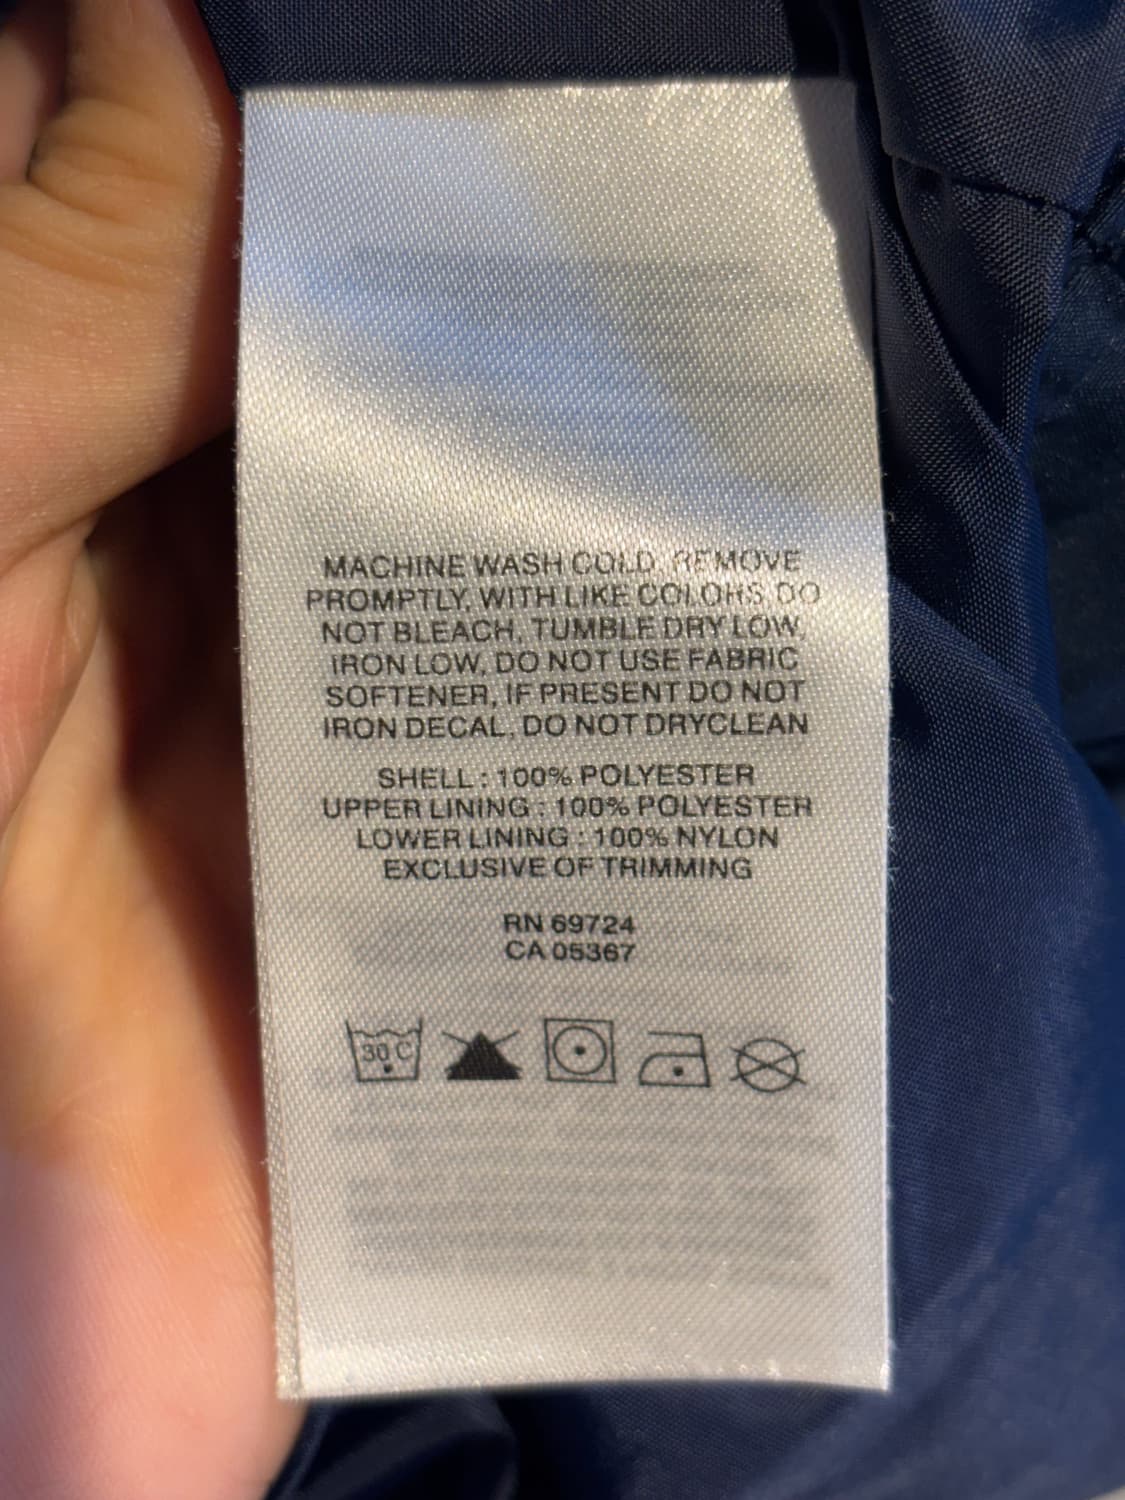 MACHINE WASH COLD, REMOVE
PROMPTLY, WITH LIKE COLORS, DO
NOT BLEACH, TUMBLE DRY LOW,
IRON LOW, DO NOT USE FABRIC
SOFTENER, IF PRESENT DO NOT
IRON DECAL, DO NOT DRYCLEAN
SHELL : 100% POLYESTER
UPPER LINING : 100% POLYESTER
LOWER LINING : 100% NYLON
EXCLUSIVE OF TRIMMING
RN 69724
CA 05367
30 C